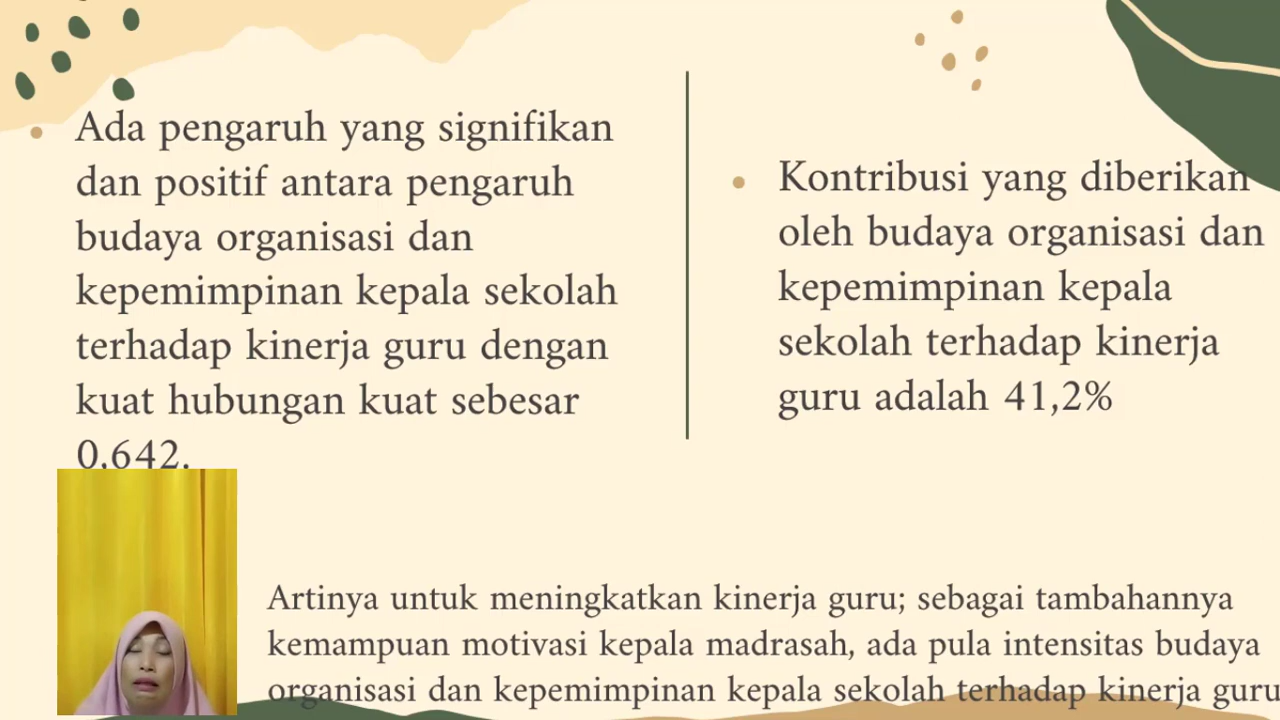 Ada pengaruh yang signifikan
dan positif antara pengaruh
budaya organisasi dan
kepemimpinan kepala sekolah
terhadap kinerja guru dengan
kuat hubungan kuat sebesar
0,642.
Kontribusi yang diberikan
oleh budaya organisasi dan
kepemimpinan kepala
sekolah terhadap kinerja
guru adalah 41,2%
Artinya untuk meningkatkan kinerja guru; sebagai tambahannya
kemampuan motivasi kepala madrasah, ada pula intensitas budaya
organisasi dan kepemimpinan kepala sekolah terhadap kinerja guru